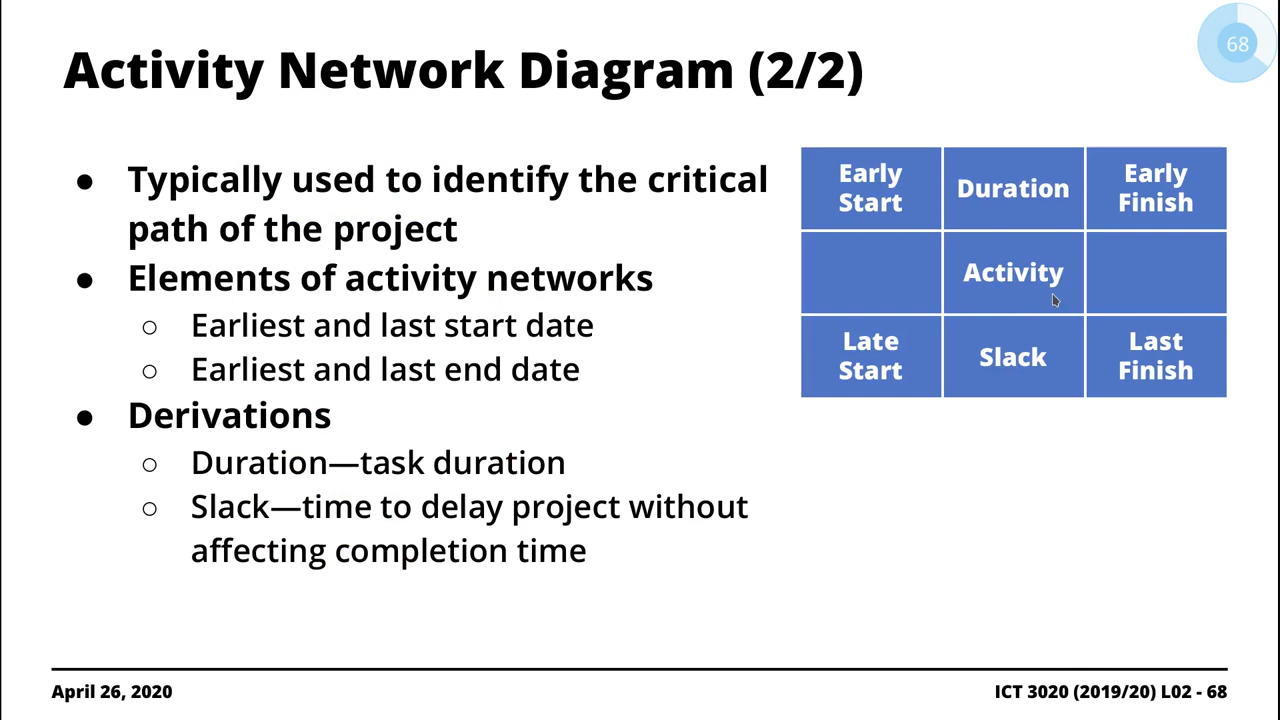 68
Activity Network Diagram (2/2)
● Typically used to identify the critical
path of the project
● Elements of activity networks
○ Earliest and last start date
○ Earliest and last end date
● Derivations
○ Duration—task duration
○ Slack—time to delay project without
affecting completion time
Early Start
Duration
Early Finish
Activity
Late Start
Slack
Last Finish
April 26, 2020
ICT 3020 (2019/20) L02 - 68